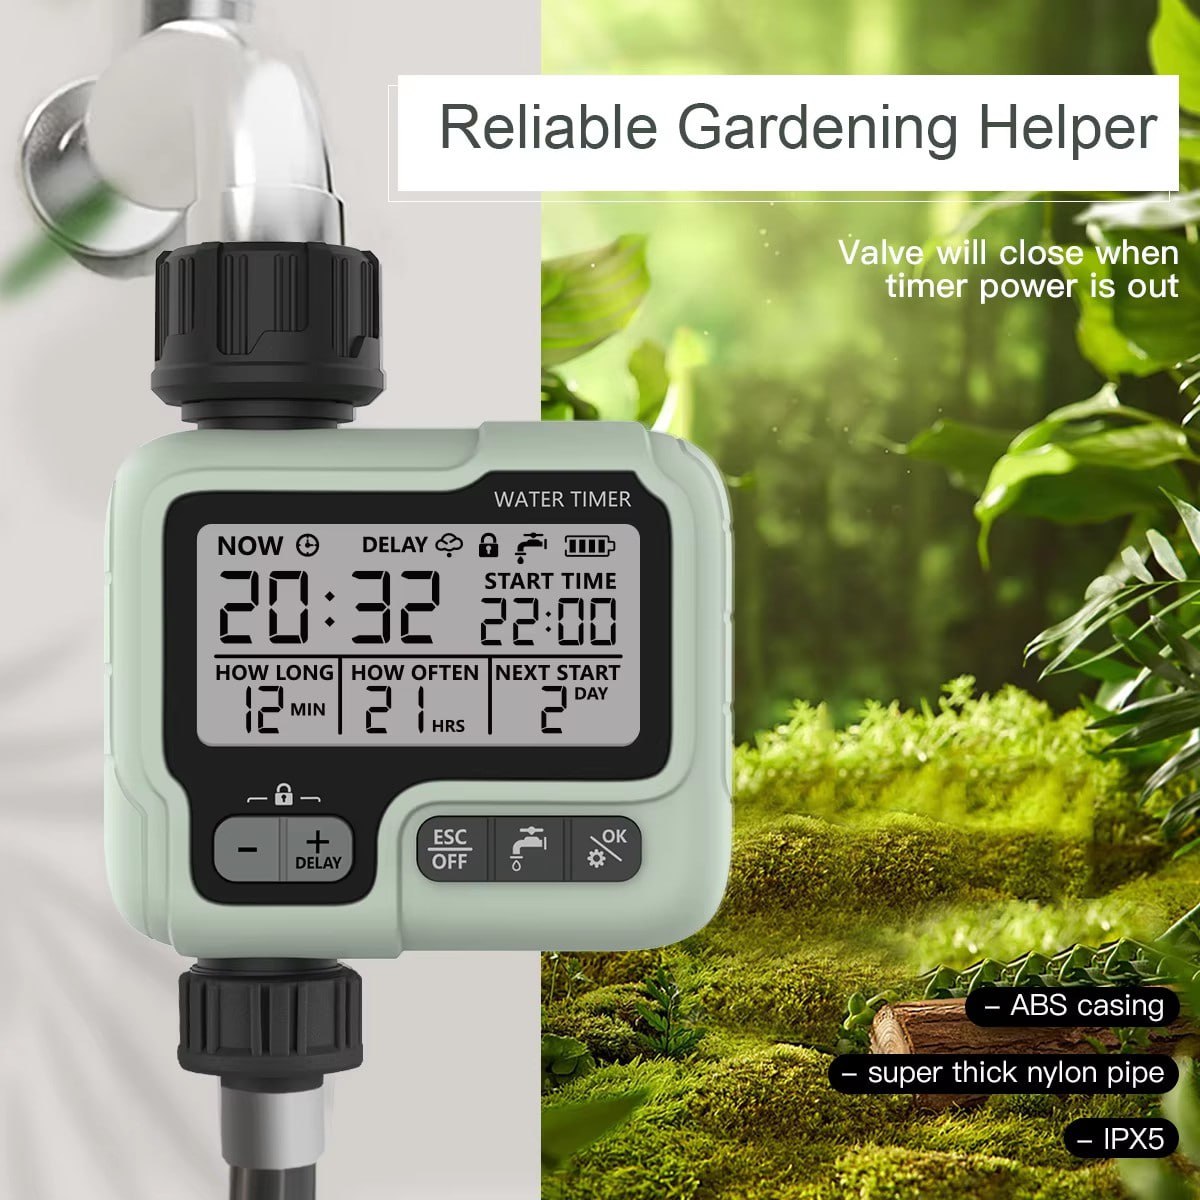 Reliable Gardening Helper
Valve will close when
timer power is out
WATER TIMER
NOW DELAY
20:32
START TIME
22:00
HOW LONG
12 MIN
HOW OFTEN
21 HRS
NEXT START
2 DAY
-
+
DELAY
ESC
OFF
OK
– ABS casing
– super thick nylon pipe
– IPX5